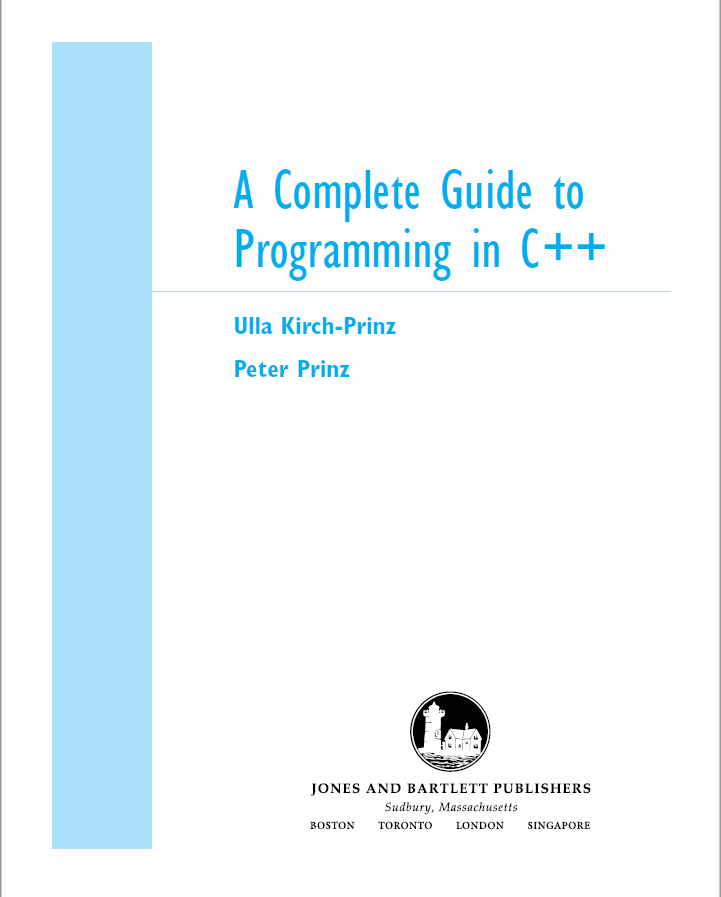 A Complete Guide to
Programming in C++
Ulla Kirch-Prinz
Peter Prinz
JONES AND BARTLETT PUBLISHERS
Sudbury, Massachusetts
BOSTON TORONTO LONDON SINGAPORE